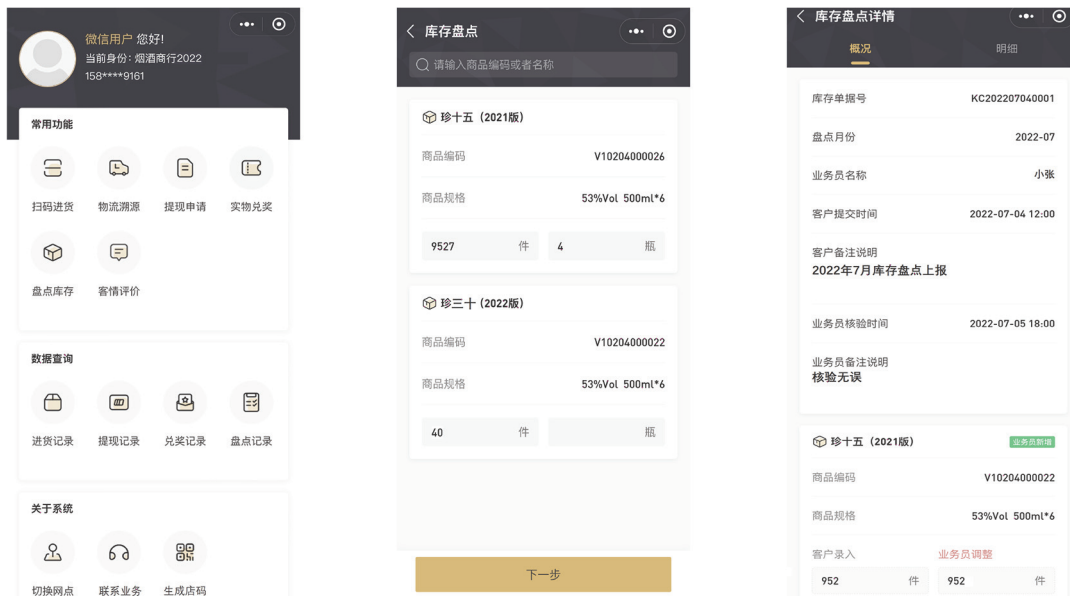 微信用户 您好!
当前身份: 烟酒商行2022
158****9161
常用功能
扫码进货 物流溯源 提现申请 实物兑奖
盘点库存 客情评价
数据查询
进货记录 提现记录 兑奖记录 盘点记录
关于系统
切换网点 联系业务 生成店码
库存盘点
请输入商品编码或者名称
珍十五（2021版）
商品编码 V10204000026
商品规格 53%Vol 500ml*6
9527 件 4 瓶
珍三十 (2022版)
商品编码 V10204000022
商品规格 53%Vol 500ml*6
40 件 瓶
下一步
库存盘点详情
概况 明细
库存单据号 KC202207040001
盘点月份 2022-07
业务员名称 小张
客户提交时间 2022-07-04 12:00
客户备注说明
2022年7月库存盘点上报
业务员核验时间 2022-07-05 18:00
业务员备注说明
核验无误
珍十五（2021版） 业务员新增
商品编码 V10204000022
商品规格 53%Vol 500ml*6
客户录入 业务员调整
952 件 952 件